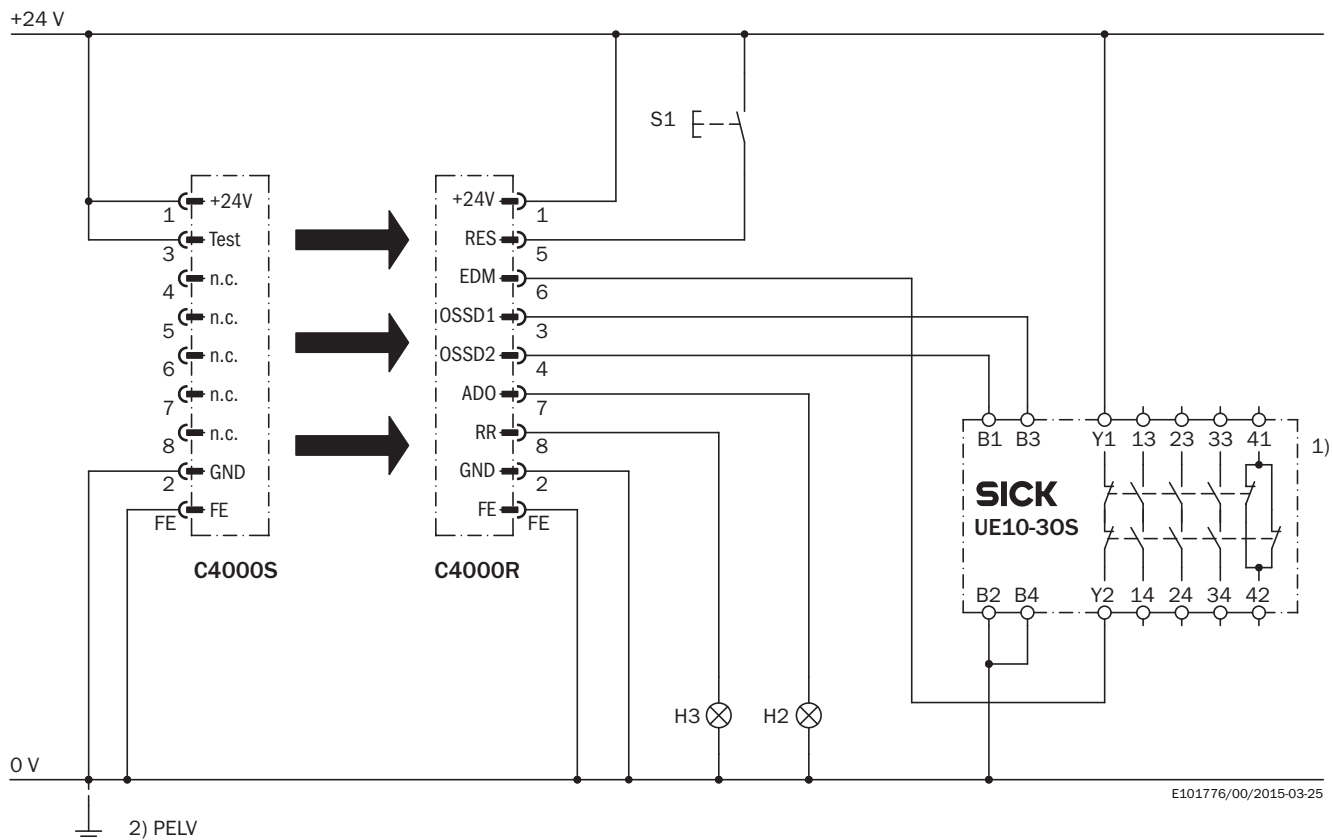 +24 V
S1
+24V
1
Test
3
n.c.
4
n.c.
5
n.c.
6
n.c.
7
n.c.
8
GND
2
FE
FE
C4000S
+24V
1
RES
5
EDM
6
OSSD1
3
OSSD2
4
ADO
7
RR
8
GND
2
FE
FE
C4000R
B1 B3 Y1 13 23 33 41
1)
SICK
UE10-30S
B2 B4 Y2 14 24 34 42
H3
H2
0 V
E101776/00/2015-03-25
2) PELV